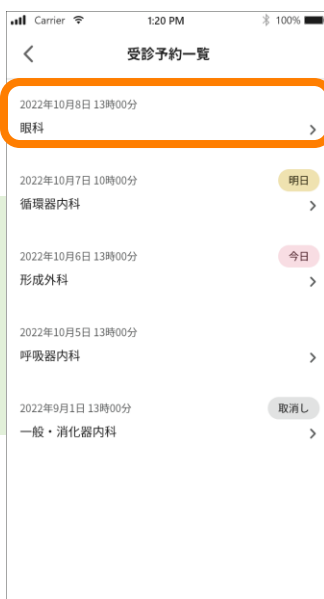 Carrier 1:20 PM 100%
受診予約一覧
2022年10月8日 13時00分
眼科
2022年10月7日 10時00分 明日
循環器内科
2022年10月6日 13時00分 今日
形成外科
2022年10月5日 13時00分
呼吸器内科
2022年9月1日 13時00分 取消し
一般・消化器内科